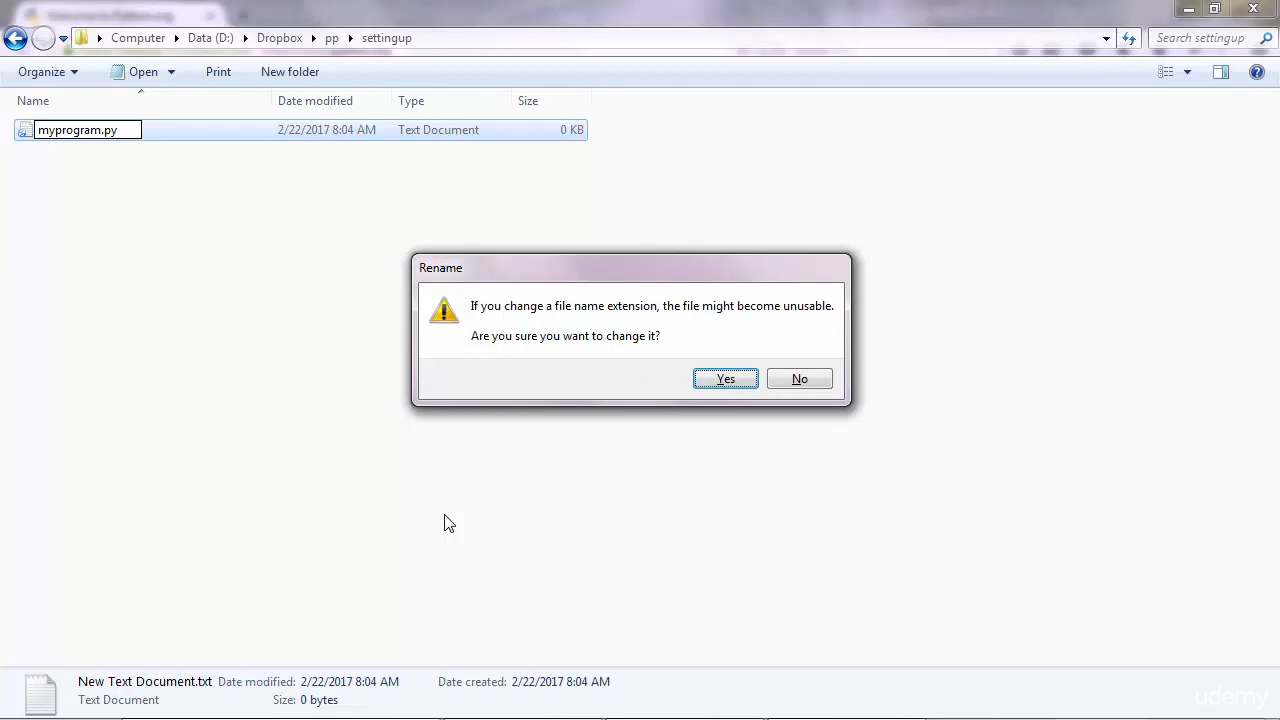 Computer Data (D:) Dropbox pp settingup Search settingup
Organize Open Print New folder
Name Date modified Type Size
myprogram.py 2/22/2017 8:04 AM Text Document 0 KB
Rename
If you change a file name extension, the file might become unusable.
Are you sure you want to change it?
Yes No
New Text Document.txt Date modified: 2/22/2017 8:04 AM Date created: 2/22/2017 8:04 AM
Text Document Size: 0 bytes
udemy